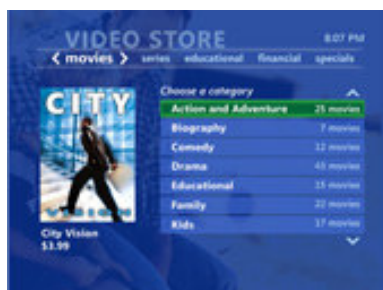 VIDEO STORE 8:07 PM
< movies > series educational financial specials
Choose a category
Action and Adventure 25 movies
Biography 7 movies
Comedy 12 movies
Drama 43 movies
Educational 15 movies
Family 22 movies
Kids 17 movies
CITY
VISION
City Vision
$3.99